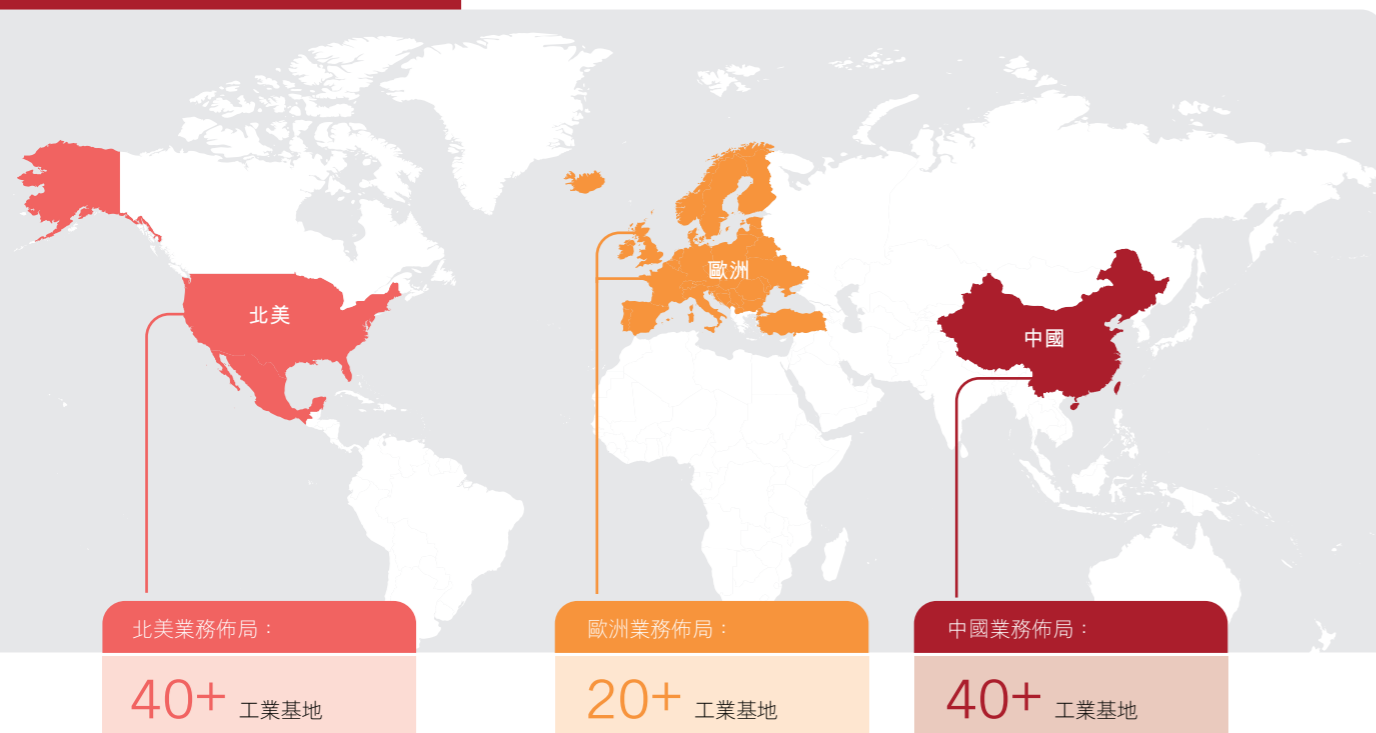 北美
歐洲
中國
北美業務佈局：
40+ 工業基地
歐洲業務佈局：
20+ 工業基地
中國業務佈局：
40+ 工業基地